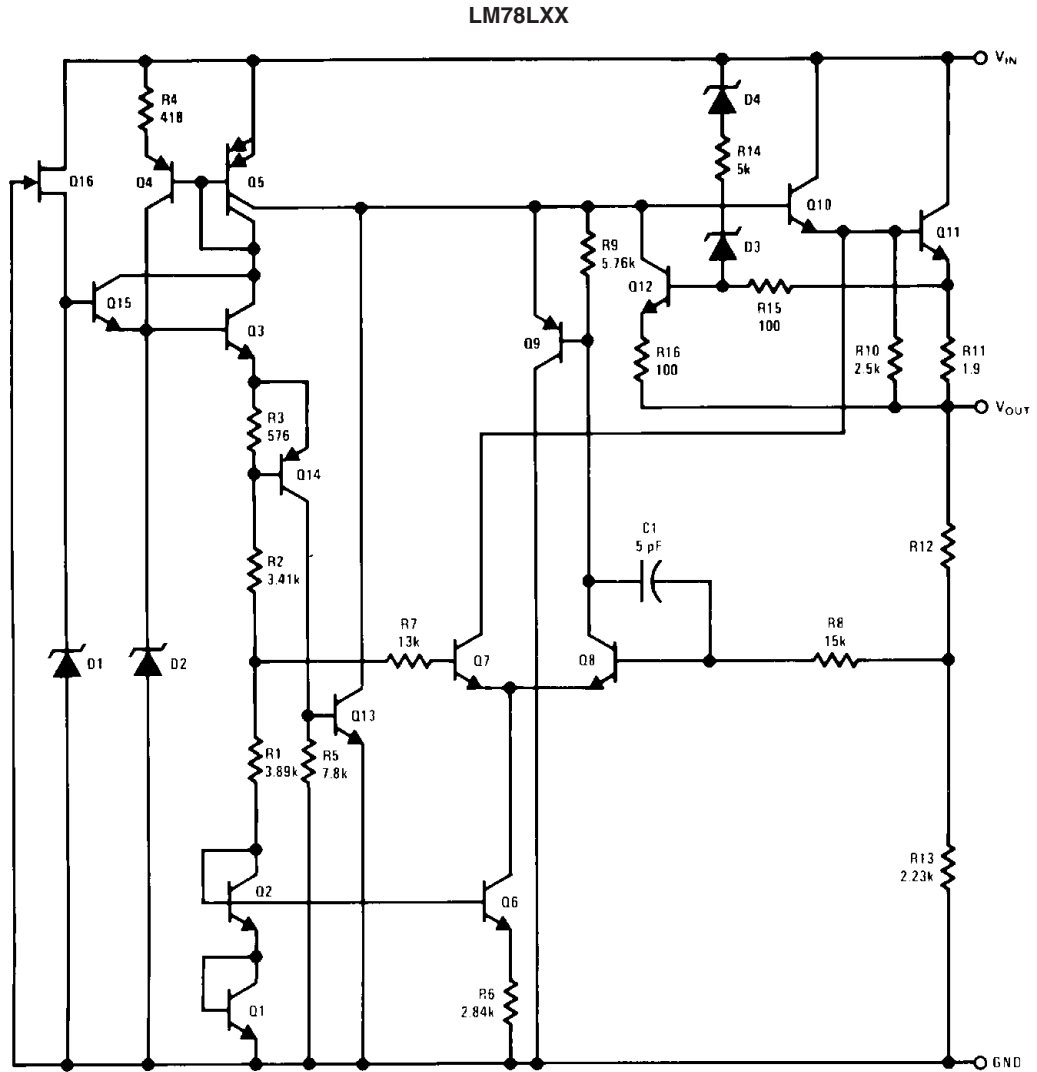 LM78LXX
VIN
R4
418
D4
Q16
Q4
Q5
R14
5k
Q10
Q11
R9
5.76k
D3
Q15
Q12
Q3
R15
100
Q9
R16
100
R10
2.5k
R11
1.9
VOUT
R3
576
Q14
C1
5 pF
R12
R2
3.41k
R7
13k
R8
15k
D1
D2
Q7
Q8
Q13
R1
3.89k
R5
7.8k
R13
2.23k
Q2
Q6
R6
2.84k
Q1
GND